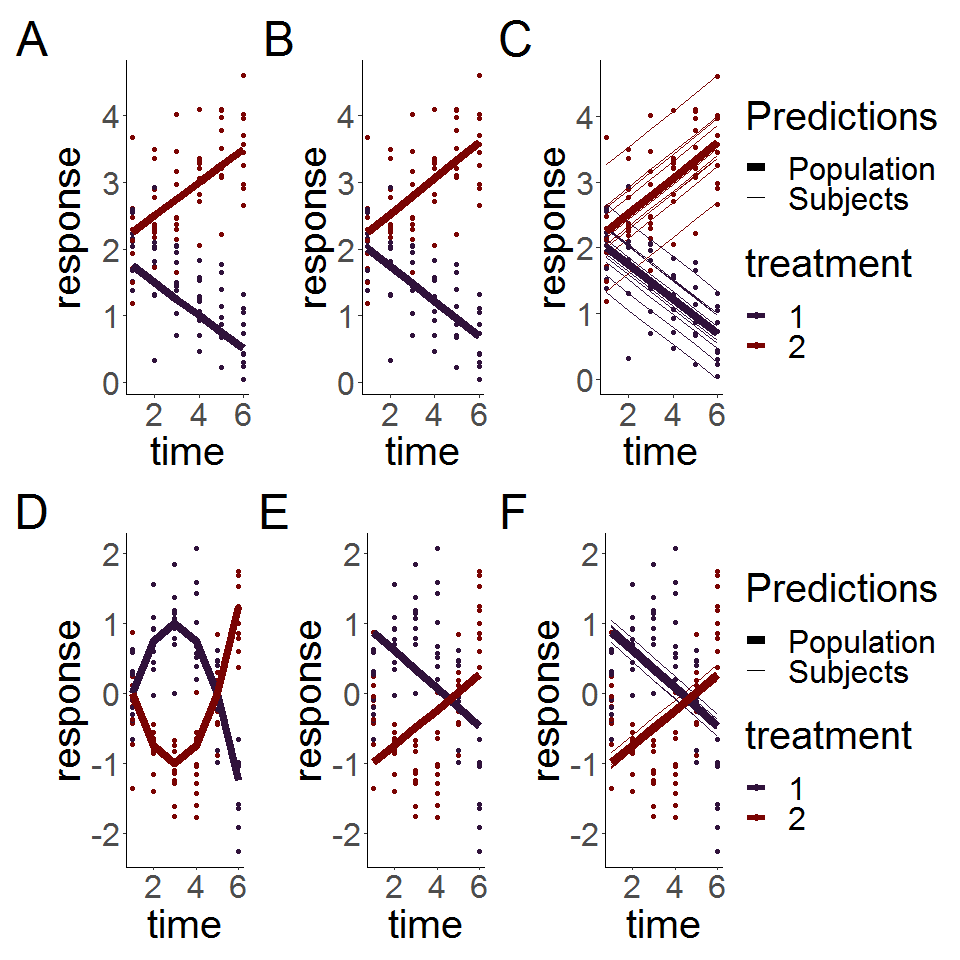 A
B
C
response
4
3
2
1
0
2 4 6
time
response
4
3
2
1
0
2 4 6
time
response
4
3
2
1
0
2 4 6
time
Predictions
Population
Subjects
treatment
1
2
D
E
F
response
2
1
0
-1
-2
2 4 6
time
response
2
1
0
-1
-2
2 4 6
time
response
2
1
0
-1
-2
2 4 6
time
Predictions
Population
Subjects
treatment
1
2